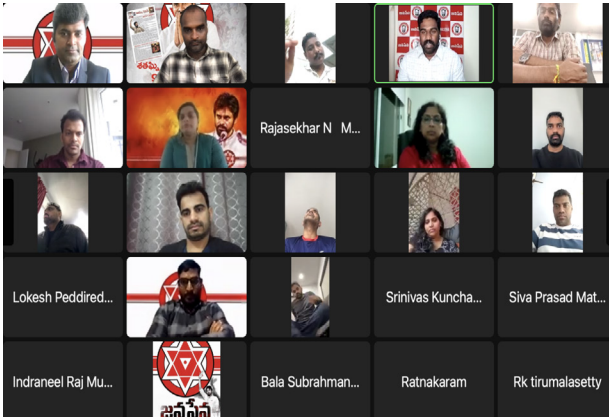 Rajasekhar N M...
Lokesh Peddired...
Srinivas Kuncha...
Siva Prasad Mat...
Indraneel Raj Mu...
జనసేన
Bala Subrahman...
Ratnakaram
Rk tirumalasetty